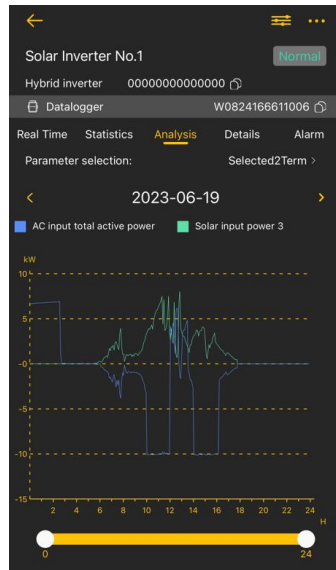 Solar Inverter No.1 Normal
Hybrid inverter 00000000000000
Datalogger W0824166611006
Real Time Statistics Analysis Details Alarm
Parameter selection: Selected2Term >
< 2023-06-19 >
AC input total active power Solar input power 3
kW
10
5
-0
-5
-10
-15
2 4 6 8 10 12 14 16 18 20 22 24
H
0 24